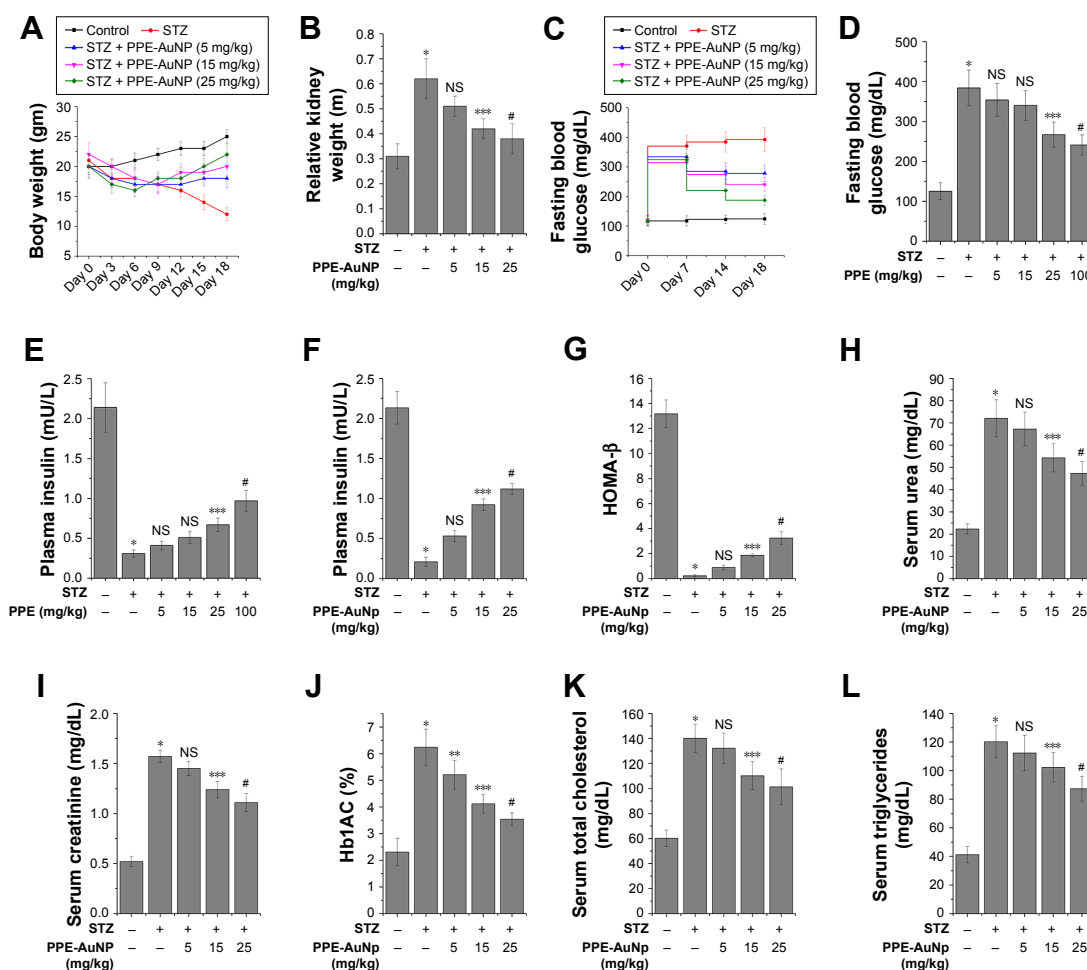 A
Control STZ
STZ + PPE-AuNP (5 mg/kg)
STZ + PPE-AuNP (15 mg/kg)
STZ + PPE-AuNP (25 mg/kg)
Body weight (gm)
30
25
20
15
10
5
Day 0
Day 3
Day 6
Day 9
Day 12
Day 15
Day 18
B
Relative kidney
weight (m)
0.8
0.7
0.6
0.5
0.4
0.3
0.2
0.1
0.0
* NS *** #
STZ – + + + +
PPE-AuNP – 5 15 25
(mg/kg)
C
Control STZ
STZ + PPE-AuNP (5 mg/kg)
STZ + PPE-AuNP (15 mg/kg)
STZ + PPE-AuNP (25 mg/kg)
Fasting blood
glucose (mg/dL)
500
400
300
200
100
0
Day 0
Day 7
Day 14
Day 18
D
Fasting blood
glucose (mg/dL)
500
400
300
200
100
0
* NS NS *** #
STZ – + + + + +
PPE (mg/kg) – – 5 15 25 100
E
Plasma insulin (mU/L)
2.5
2.0
1.5
1.0
0.5
0.0
* NS NS *** #
STZ – + + + + +
PPE (mg/kg) – – 5 15 25 100
F
Plasma insulin (mU/L)
2.5
2.0
1.5
1.0
0.5
0.0
* NS *** #
STZ – + + + +
PPE-AuNp – – 5 15 25
(mg/kg)
G
HOMA-β
16
14
12
10
8
6
4
2
0
* NS *** #
STZ – + + + +
PPE-AuNp – – 5 15 25
(mg/kg)
H
Serum urea (mg/dL)
90
80
70
60
50
40
30
20
10
0
* NS *** #
STZ – + + + +
PPE-AuNP – – 5 15 25
(mg/kg)
I
Serum creatinine (mg/dL)
2.0
1.5
1.0
0.5
0.0
* NS *** #
STZ – + + + +
PPE-AuNP – – 5 15 25
(mg/kg)
J
Hb1AC (%)
8
7
6
5
4
3
2
1
0
* ** *** #
STZ – + + + +
PPE-AuNp – – 5 15 25
(mg/kg)
K
Serum total cholesterol
(mg/dL)
160
140
120
100
80
60
40
20
0
* NS *** #
STZ – + + + +
PPE-AuNp – – 5 15 25
(mg/kg)
L
Serum triglycerides
(mg/dL)
140
120
100
80
60
40
20
0
* NS *** #
STZ – + + + +
PPE-AuNP – – 5 15 25
(mg/kg)